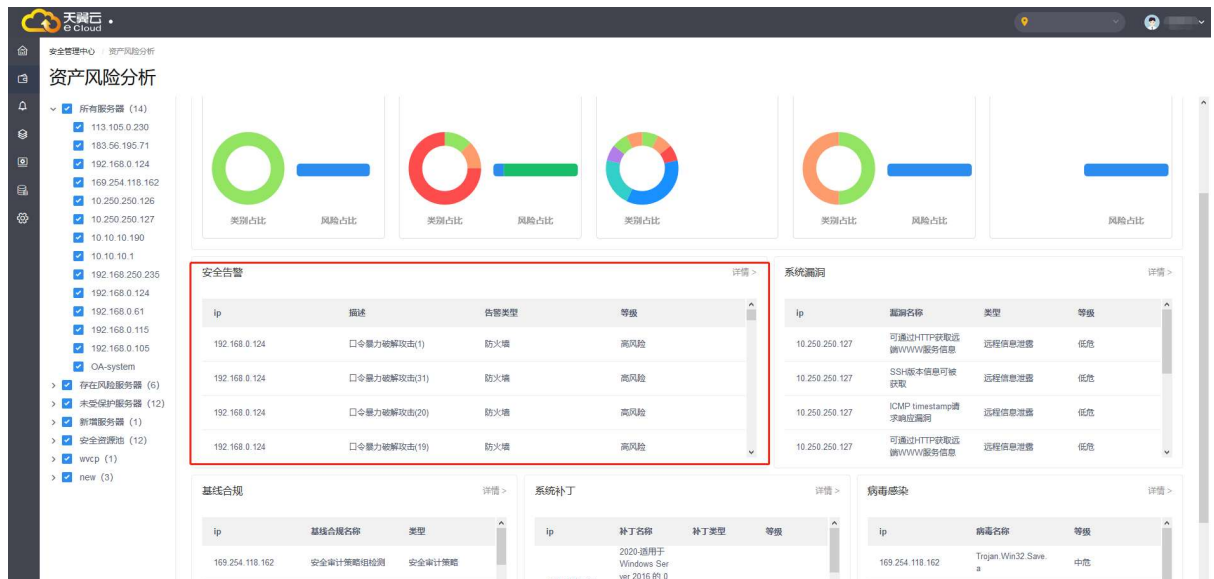 天翼云
e Cloud
安全管理中心 资产风险分析
资产风险分析
所有服务器 (14)
113.105.0.230
183.56.195.71
192.168.0.124
169.254.118.162
10.250.250.126
10.250.250.127
10.10.10.190
10.10.10.1
192.168.250.235
192.168.0.124
192.168.0.61
192.168.0.115
192.168.0.105
OA-system
存在风险服务器 (6)
未受保护服务器 (12)
新增服务器 (1)
安全资源池 (12)
wvcp (1)
new (3)
类别占比 风险占比 类别占比 风险占比 类别占比 类别占比 风险占比 风险占比
安全告警 详情 >
ip 描述 告警类型 等级
192.168.0.124 口令暴力破解攻击(1) 防火墙 高风险
192.168.0.124 口令暴力破解攻击(31) 防火墙 高风险
192.168.0.124 口令暴力破解攻击(20) 防火墙 高风险
192.168.0.124 口令暴力破解攻击(19) 防火墙 高风险
系统漏洞 详情 >
ip 漏洞名称 类型 等级
10.250.250.127 可通过HTTP获取远 远程信息泄露 低危
端WWW服务信息
10.250.250.127 SSH版本信息可被 远程信息泄露 低危
获取
10.250.250.127 ICMP timestamp请 远程信息泄露 低危
求响应漏洞
10.250.250.127 可通过HTTP获取远 远程信息泄露 低危
端WWW服务信息
基线合规 详情 >
ip 基线合规名称 类型
169.254.118.162 安全审计策略组检测 安全审计策略
系统补丁 详情 >
ip 补丁名称 补丁类型 等级
2020-适用于
Windows Ser
ver 2016 的 0
病毒感染 详情 >
ip 病毒名称 等级
169.254.118.162 Trojan.Win32.Save. 中危
a